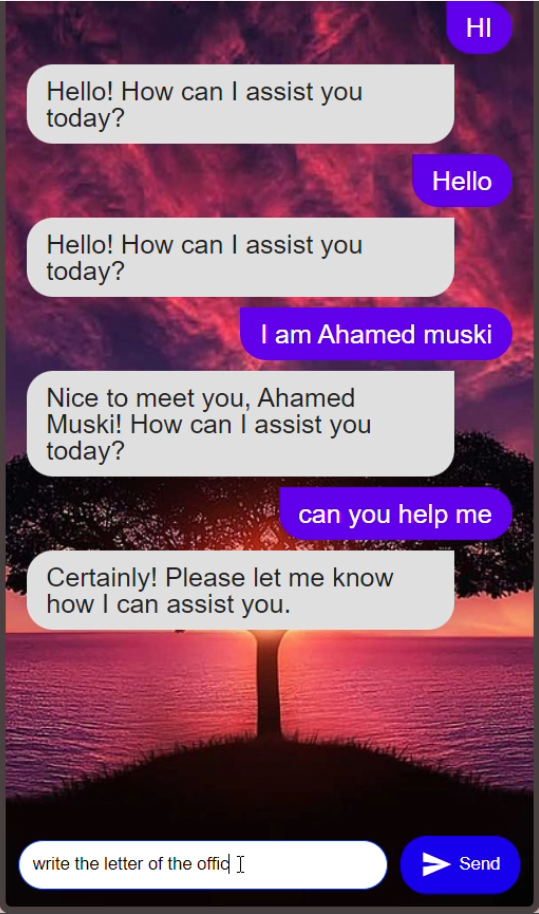 HI
Hello! How can I assist you
today?
Hello
Hello! How can I assist you
today?
I am Ahamed muski
Nice to meet you, Ahamed
Muski! How can I assist you
today?
can you help me
Certainly! Please let me know
how I can assist you.
write the letter of the offic
Send